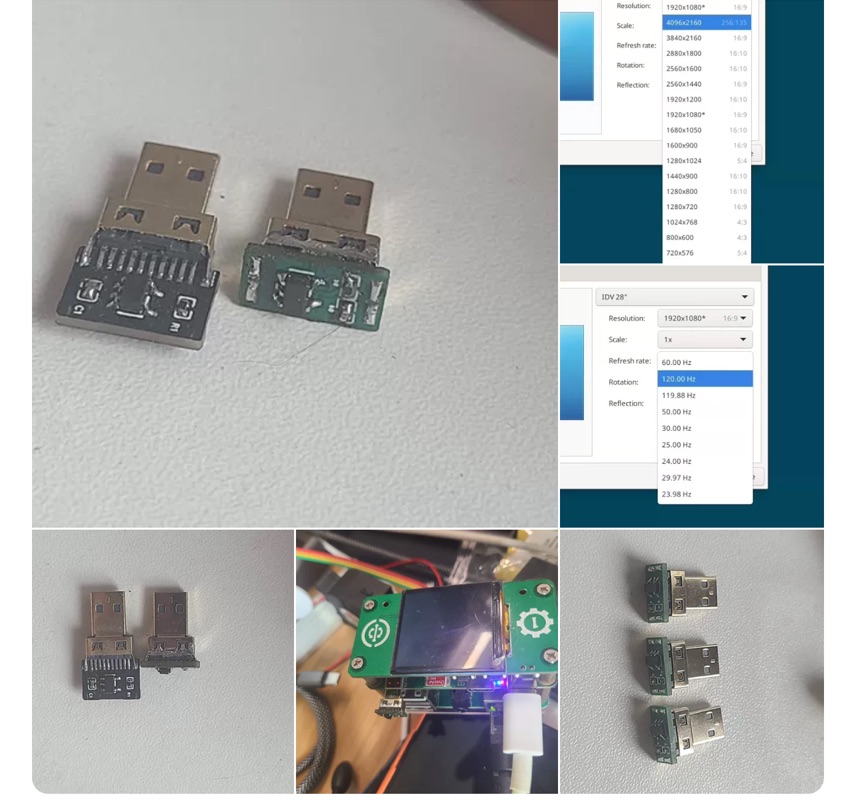 C1
R1
Resolution:
1920x1080*
16:9
Scale:
4096x2160
256:135
Refresh rate:
3840x2160
16:9
Rotation:
2880x1800
16:10
Reflection:
2560x1600
16:10
2560x1440
16:9
1920x1200
16:10
1920x1080*
16:9
1680x1050
16:10
1600x900
16:9
1280x1024
5:4
1440x900
16:10
1280x800
16:10
1280x720
16:9
1024x768
4:3
800x600
4:3
720x576
5:4
IDV 28"
Resolution:
1920x1080*
16:9
Scale:
1x
Refresh rate:
60.00 Hz
Rotation:
120.00 Hz
Reflection:
119.88 Hz
50.00 Hz
30.00 Hz
25.00 Hz
24.00 Hz
29.97 Hz
23.98 Hz